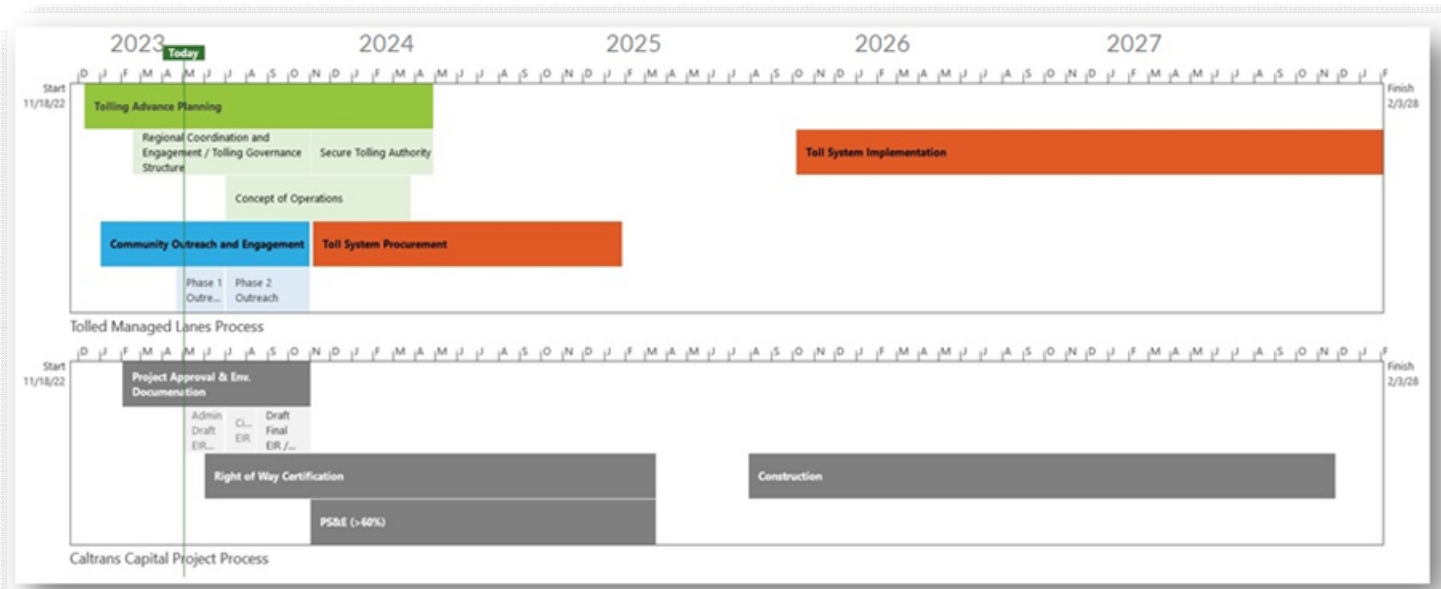 2023 2024 2025 2026 2027
Today
D J F M A M J J A S O N D J F M A M J J A S O N D J F M A M J J A S O N D J F M A M J J A S O N D J F M A M J J A S O N D J F
Start
11/18/22
Finish
2/3/28
Tolling Advance Planning
Regional Coordination and
Engagement / Tolling Governance
Structure
Secure Tolling Authority
Toll System Implementation
Concept of Operations
Community Outreach and Engagement
Toll System Procurement
Phase 1
Outre...
Phase 2
Outreach
Tolled Managed Lanes Process
D J F M A M J J A S O N D J F M A M J J A S O N D J F M A M J J A S O N D J F M A M J J A S O N D J F M A M J J A S O N D J F
Start
11/18/22
Finish
2/3/28
Project Approval & Env.
Documenation
Admin
Draft
EIR...
Ci...
EIR
Draft
Final
EIR /...
Right of Way Certification
Construction
PS&E (>60%)
Caltrans Capital Project Process